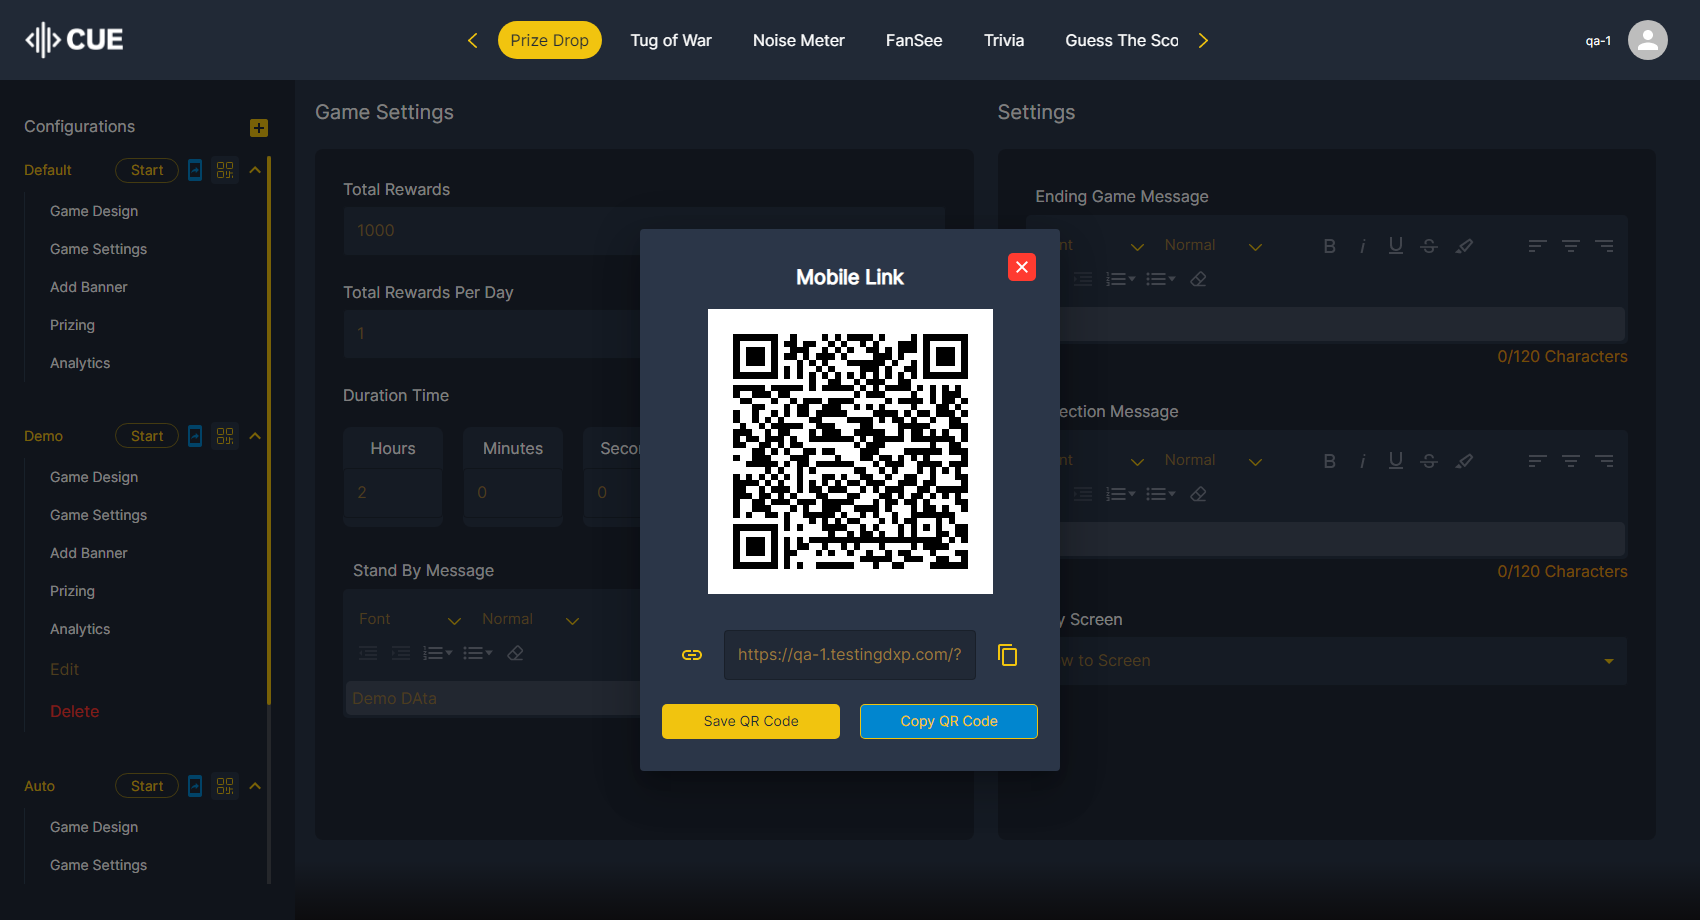 CUE
Prize Drop
Tug of War
Noise Meter
FanSee
Trivia
Guess The Sco
qa-1
Configurations
Default
Start
Game Design
Game Settings
Add Banner
Prizing
Analytics
Demo
Start
Game Design
Game Settings
Add Banner
Prizing
Analytics
Edit
Delete
Auto
Start
Game Design
Game Settings
Game Settings
Total Rewards
1000
Total Rewards Per Day
1
Duration Time
Hours
Minutes
Secon
2
0
0
Stand By Message
Font
Normal
Demo DAta
Mobile Link
https://qa-1.testingdxp.com/?
Save QR Code
Copy QR Code
Settings
Ending Game Message
nt
Normal
0/120 Characters
ection Message
nt
Normal
0/120 Characters
y Screen
w to Screen